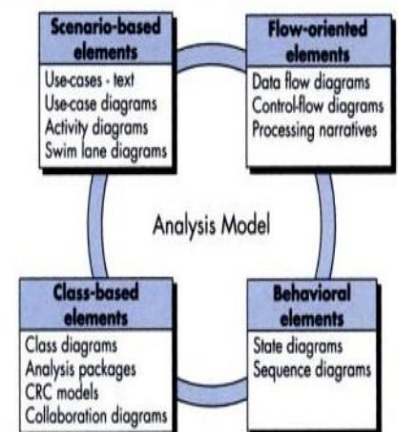 Scenario-based
elements
Use-cases - text
Use-case diagrams
Activity diagrams
Swim lane diagrams
Flow-oriented
elements
Data flow diagrams
Control-flow diagrams
Processing narratives
Analysis Model
Class-based
elements
Class diagrams
Analysis packages
CRC models
Collaboration diagrams
Behavioral
elements
State diagrams
Sequence diagrams